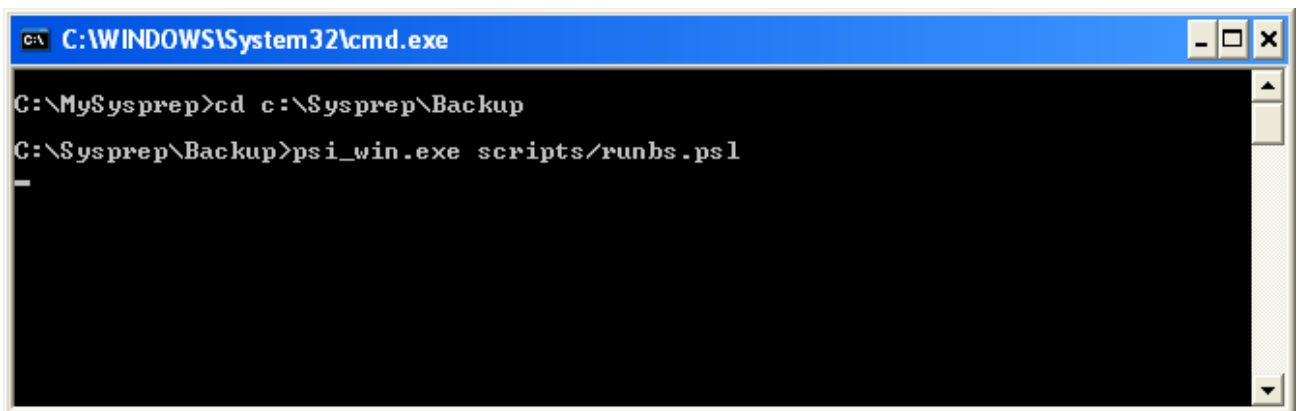 C:\WINDOWS\System32\cmd.exe
C:\MySysprep>cd c:\Sysprep\Backup
C:\Sysprep\Backup>psi_win.exe scripts/runbs.psl